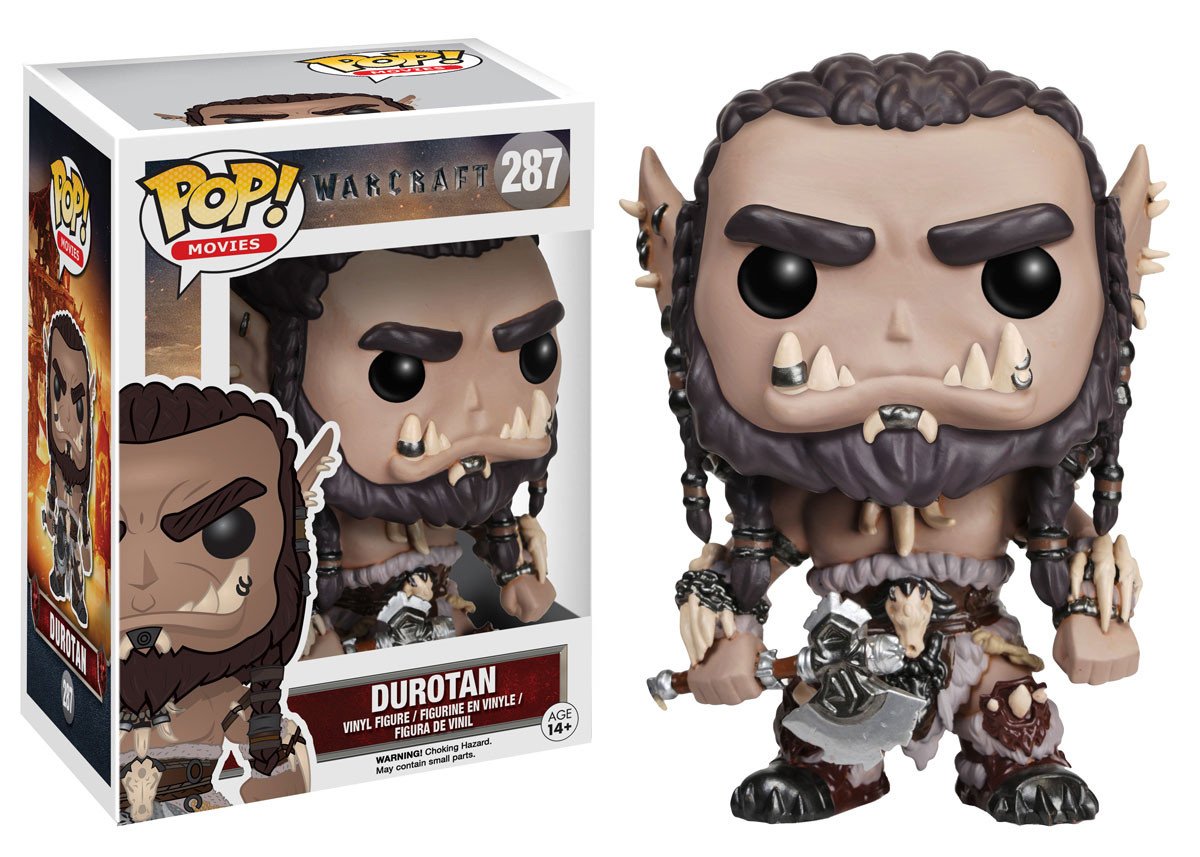 POP!
MOVIES
POP!
MOVIES
WARCRAFT
287
POP!
MOVIES
DUROTAN
287
DUROTAN
VINYL FIGURE / FIGURINE EN VINYLE /
FIGURA DE VINIL
AGE
14+
WARNING! Choking Hazard.
May contain small parts.